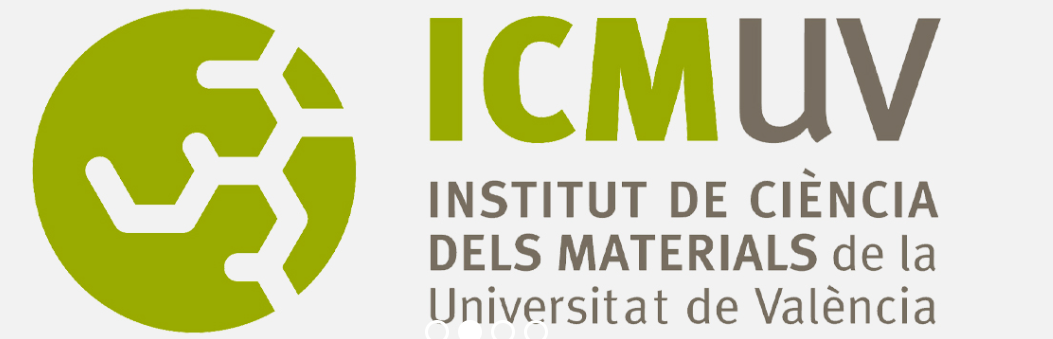 ICMUV
INSTITUT DE CIÈNCIA
DELS MATERIALS de la
Universitat de València